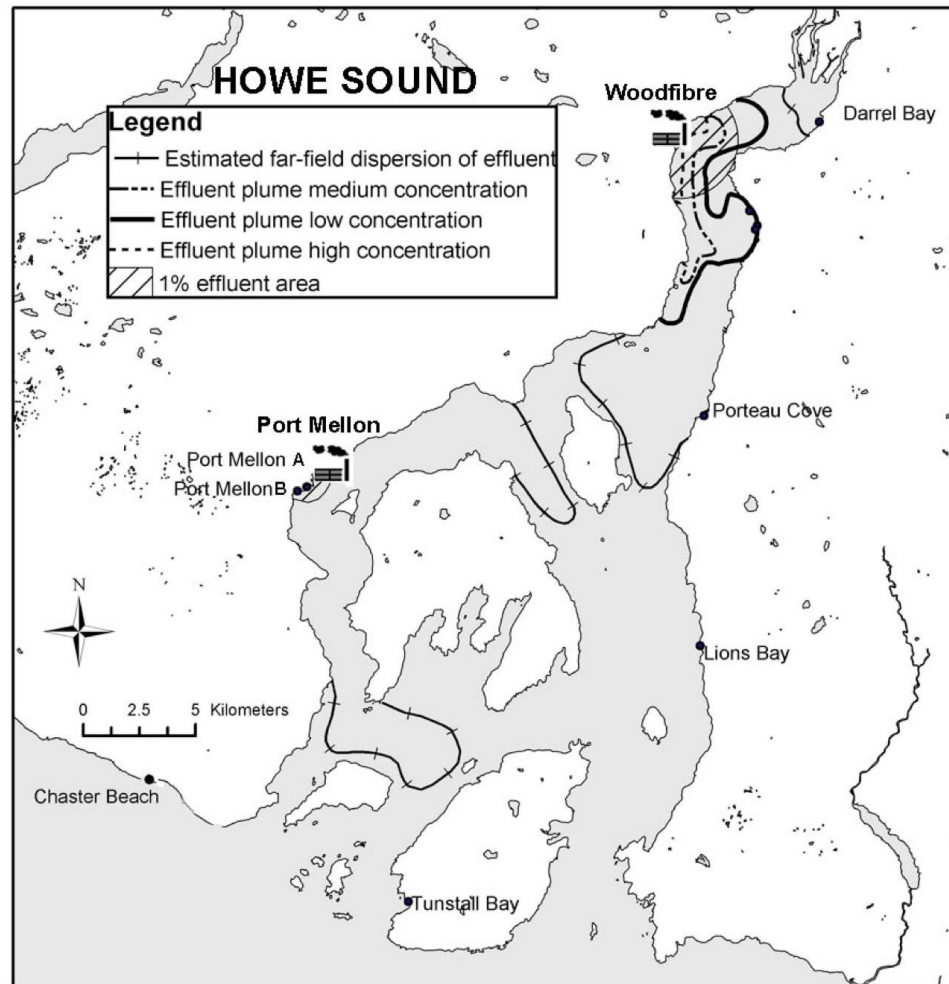 HOWE SOUND
Legend
Estimated far-field dispersion of effluent
Effluent plume medium concentration
Effluent plume low concentration
Effluent plume high concentration
1% effluent area
Woodfibre
Darrel Bay
Porteau Cove
Port Mellon
Port Mellon A
Port Mellon B
N
Lions Bay
0 2.5 5 Kilometers
Chaster Beach
Tunstall Bay